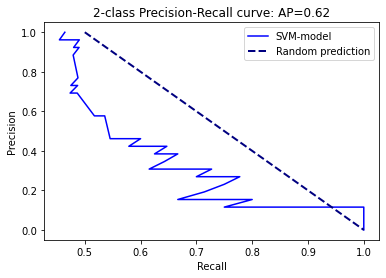 2-class Precision-Recall curve: AP=0.62
SVM-model
Random prediction
Precision
1.0
0.8
0.6
0.4
0.2
0.0
0.5
0.6
0.7
0.8
0.9
1.0
Recall